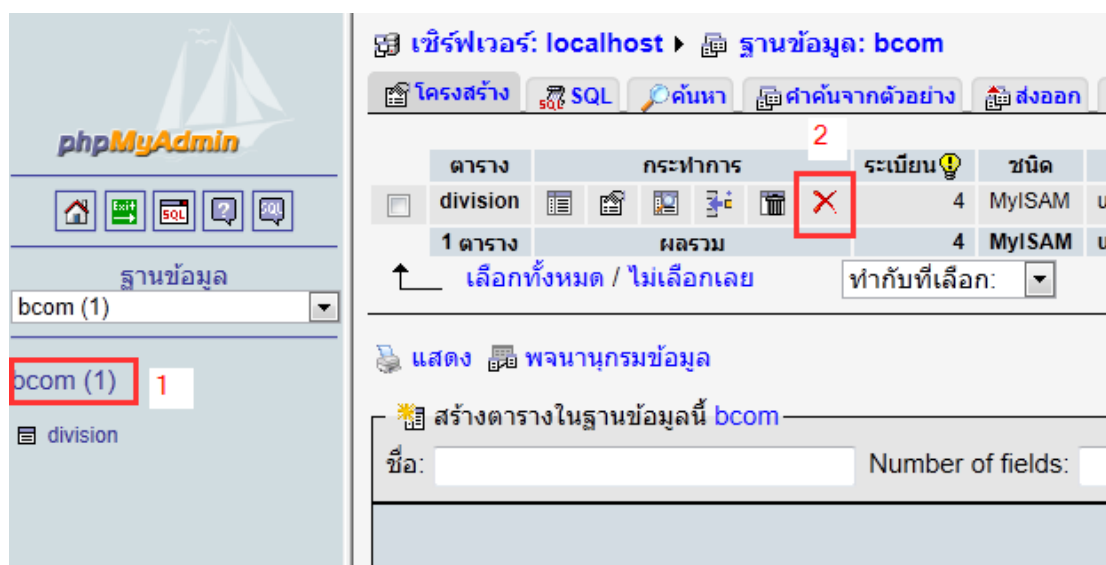 phpMyAdmin
Exit
SQL
?
SQL
ฐานข้อมูล
bcom (1)
bcom (1)
1
division
เซิร์ฟเวอร์: localhost ▸ ฐานข้อมูล: bcom
โครงสร้าง SQL ค้นหา คำค้นจากตัวอย่าง ส่งออก
2
ตาราง กระทำการ ระเบียน ชนิด
division 4 MyISAM
1 ตาราง ผลรวม 4 MyISAM
เลือกทั้งหมด / ไม่เลือกเลย ทำกับที่เลือก:
แสดง พจนานุกรมข้อมูล
สร้างตารางในฐานข้อมูลนี้ bcom
ชื่อ: Number of fields: